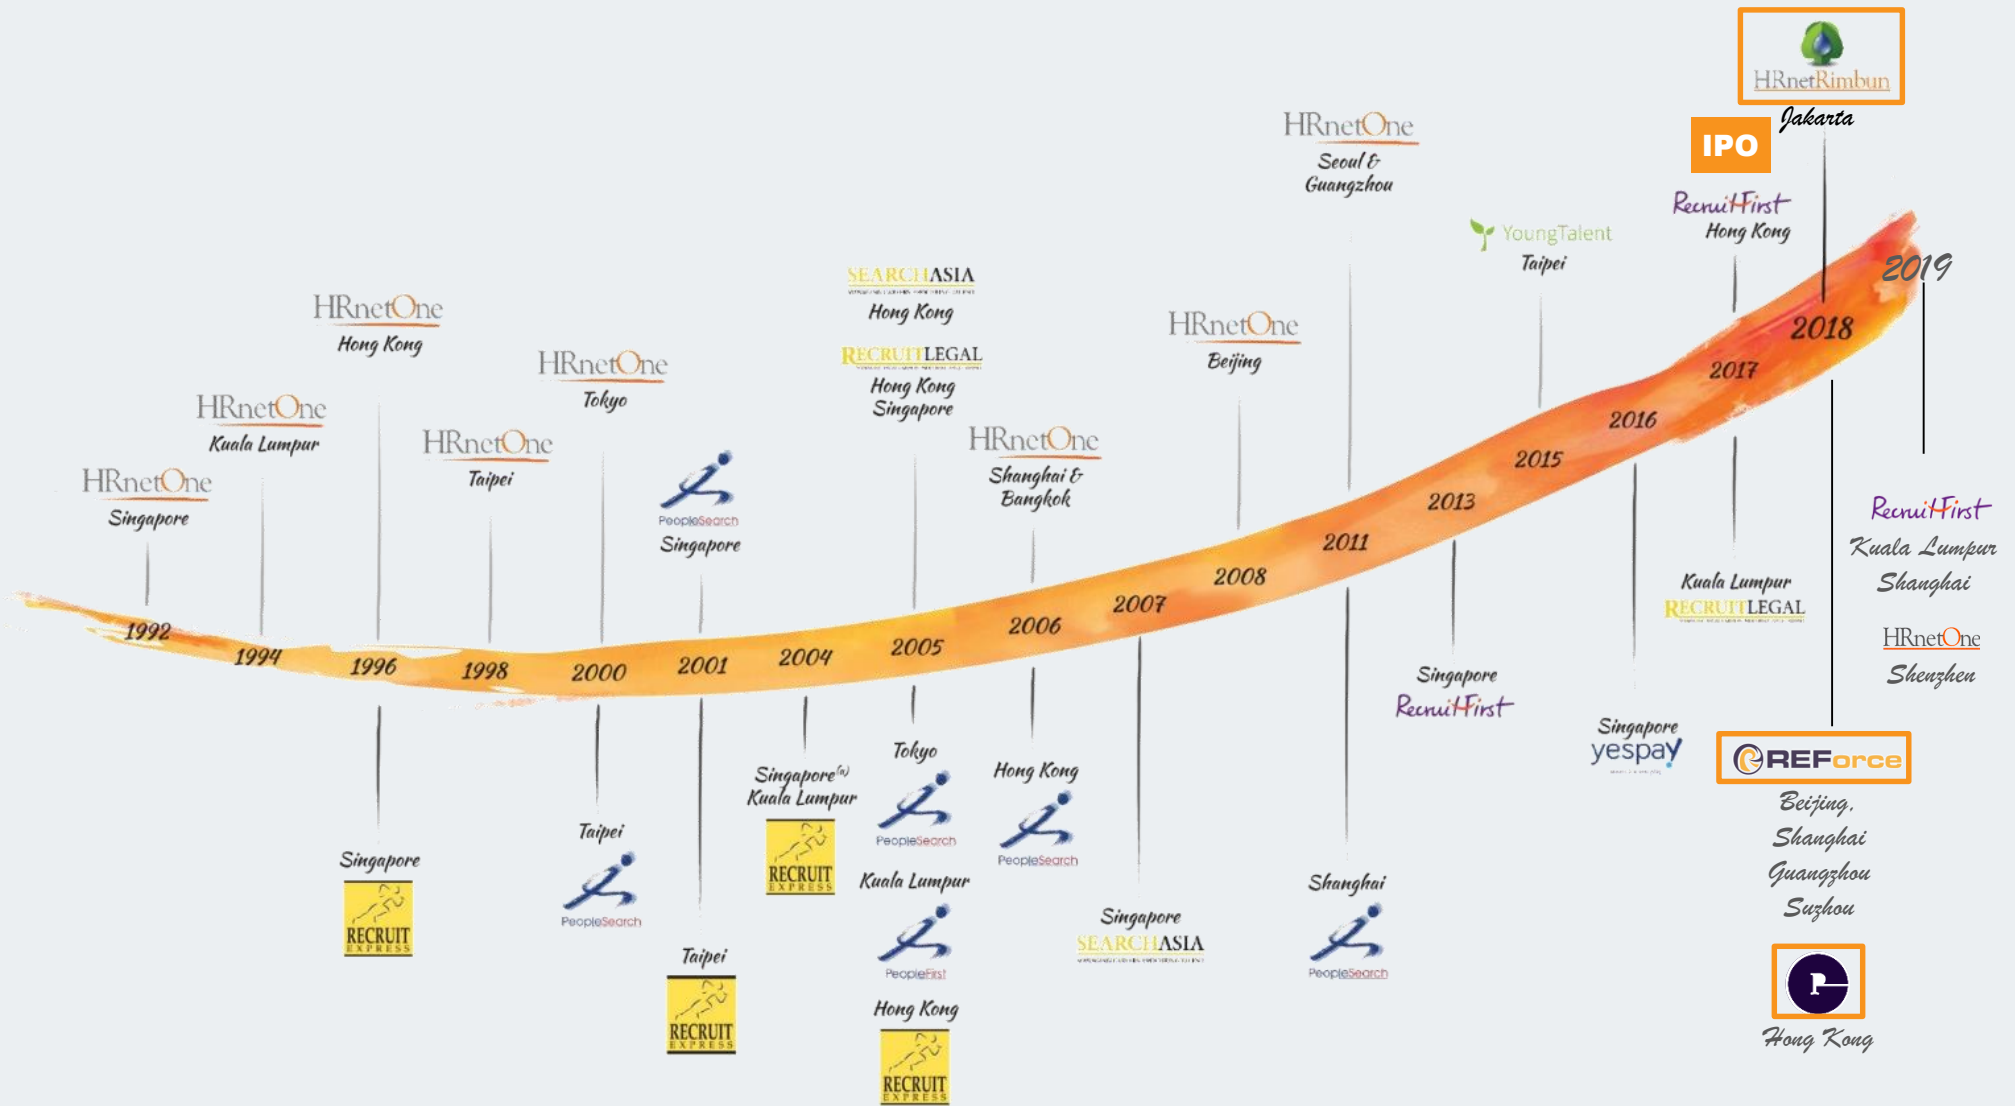 HRnetRimbun
Jakarta
IPO
HRnetOne
Seoul &
Guangzhou
RecruitFirst
Hong Kong
YoungTalent
Taipei
2019
SEARCHASIA
Hong Kong
RECRUITLEGAL
Hong Kong
Singapore
HRnetOne
Hong Kong
HRnetOne
Beijing
HRnetOne
Tokyo
HRnetOne
Kuala Lumpur
HRnetOne
Taipei
HRnetOne
Shanghai &
Bangkok
HRnetOne
Singapore
PeopleSearch
Singapore
1992
1994
1996
1998
2000
2001
2004
2005
2006
2007
2008
2011
2013
2015
2016
2017
2018
RecruitFirst
Kuala Lumpur
Shanghai
HRnetOne
Shenzhen
Kuala Lumpur
RECRUITLEGAL
Singapore
RecruitFirst
Singapore
yespay!
REForce
Beijing,
Shanghai
Guangzhou
Suzhou
P
Hong Kong
Singapore
RECRUIT
EXPRESS
Taipei
PeopleSearch
Taipei
RECRUIT
EXPRESS
Singapore(a)
Kuala Lumpur
RECRUIT
EXPRESS
Tokyo
PeopleSearch
Kuala Lumpur
PeopleFirst
Hong Kong
RECRUIT
EXPRESS
Hong Kong
PeopleSearch
Singapore
SEARCHASIA
Shanghai
PeopleSearch